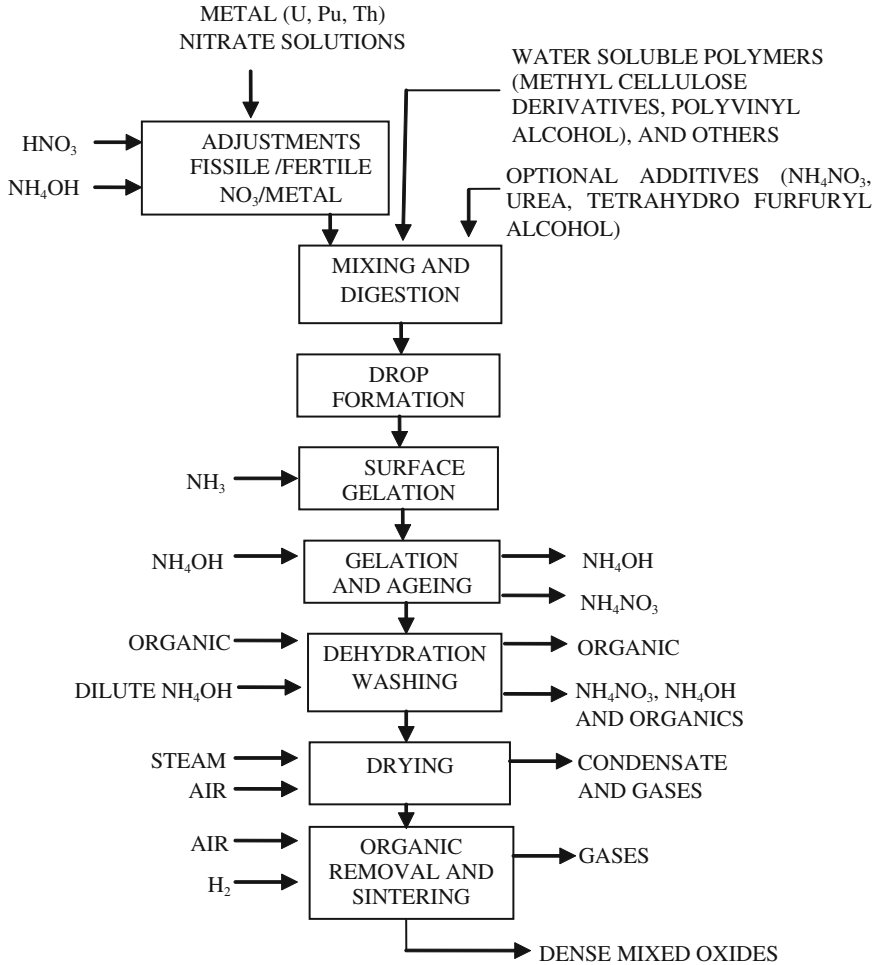 METAL (U, Pu, Th)
NITRATE SOLUTIONS
WATER SOLUBLE POLYMERS
(METHYL CELLULOSE
DERIVATIVES, POLYVINYL
ALCOHOL), AND OTHERS
HNO₃
NH₄OH
ADJUSTMENTS
FISSILE /FERTILE
NO₃/METAL
OPTIONAL ADDITIVES (NH₄NO₃,
UREA, TETRAHYDRO FURFURYL
ALCOHOL)
MIXING AND
DIGESTION
DROP
FORMATION
NH₃
SURFACE
GELATION
NH₄OH
GELATION
AND AGEING
NH₄OH
NH₄NO₃
ORGANIC
DILUTE NH₄OH
DEHYDRATION
WASHING
ORGANIC
NH₄NO₃, NH₄OH
AND ORGANICS
STEAM
AIR
DRYING
CONDENSATE
AND GASES
AIR
H₂
ORGANIC
REMOVAL AND
SINTERING
GASES
DENSE MIXED OXIDES